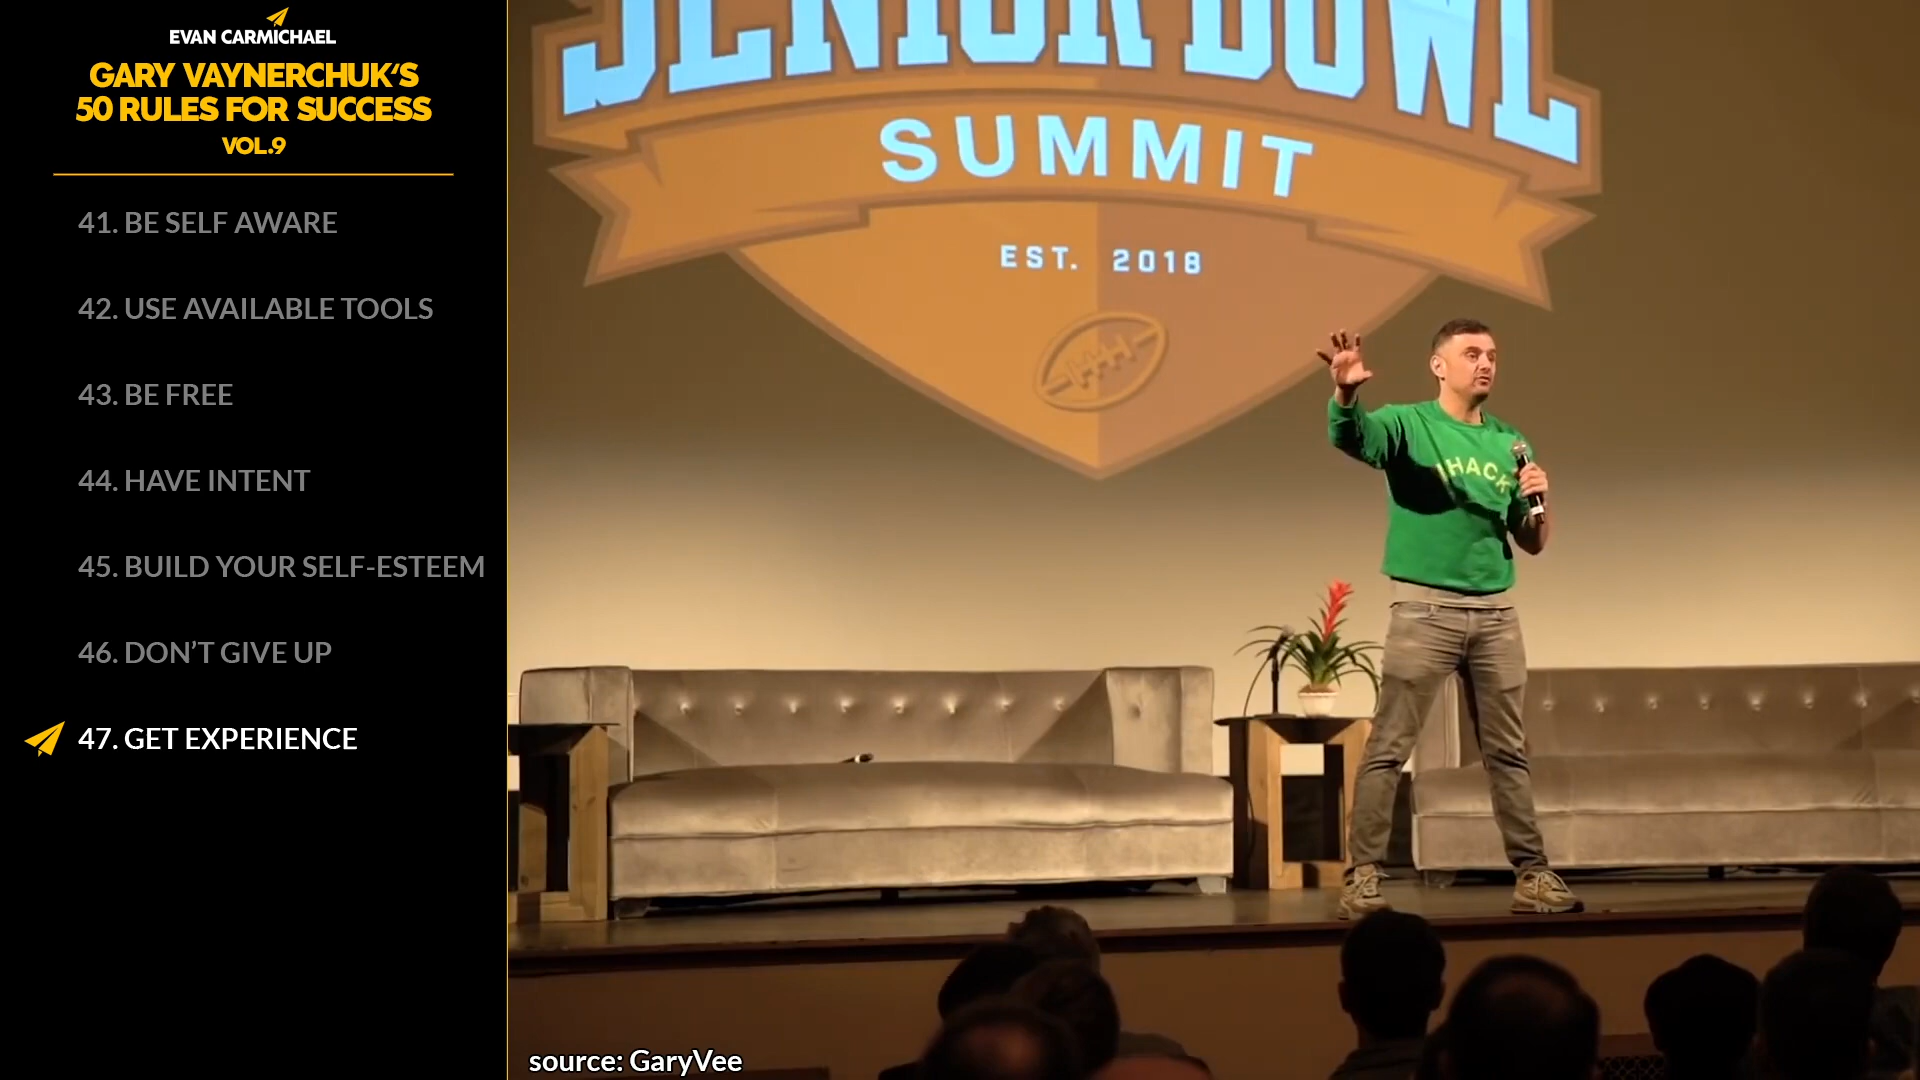 EVAN CARMICHAEL
GARY VAYNERCHUK'S
50 RULES FOR SUCCESS
VOL.9
41. BE SELF AWARE
42. USE AVAILABLE TOOLS
43. BE FREE
44. HAVE INTENT
45. BUILD YOUR SELF-ESTEEM
46. DON'T GIVE UP
47. GET EXPERIENCE
SENIOR BOWL
SUMMIT
EST. 2018
source: GaryVee